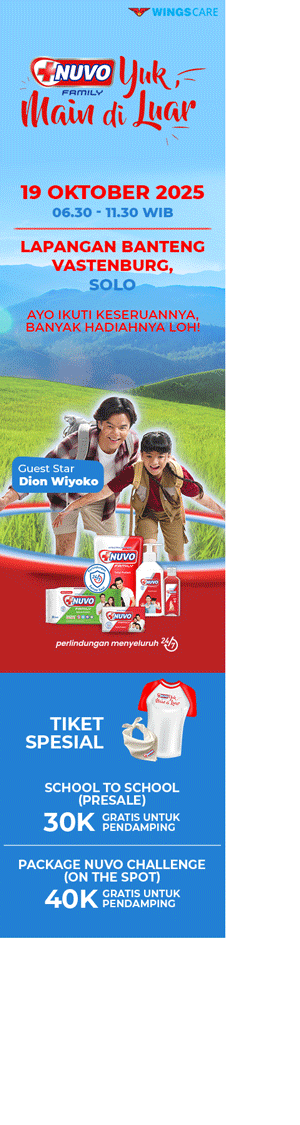 WINGSCARE
NUVO
FAMILY
Yuk,
Main di Luar
19 OKTOBER 2025
06.30 - 11.30 WIB
LAPANGAN BANTENG
VASTENBURG,
SOLO
AYO IKUTI KESERUANNYA,
BANYAK HADIAHNYA LOH!
Guest Star
Dion Wiyoko
NUVO
NUVO
NUVO
NUVO
perlindungan menyeluruh 24/7
TIKET
SPESIAL
SCHOOL TO SCHOOL
(PRESALE)
30K GRATIS UNTUK
PENDAMPING
PACKAGE NUVO CHALLENGE
(ON THE SPOT)
40K GRATIS UNTUK
PENDAMPING